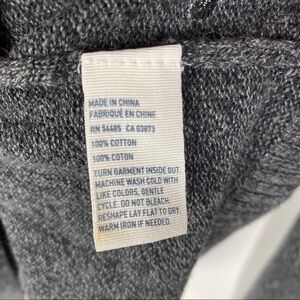 MADE IN CHINA
FABRIQUÉ EN CHINE
RN 54485 CA 03873
100% COTTON
100% COTON
TURN GARMENT INSIDE OUT.
MACHINE WASH COLD WITH
LIKE COLORS, GENTLE
CYCLE. DO NOT BLEACH
RESHAPE LAY FLAT TO DRY.
WARM IRON IF NEEDED.